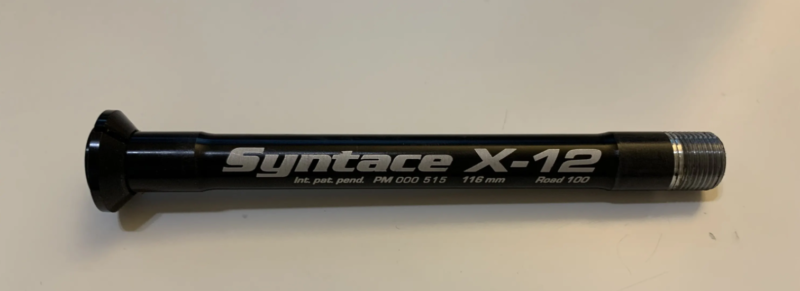 Syntace X-12
Int. pat. pend. PM 000 515 116 mm Road 100